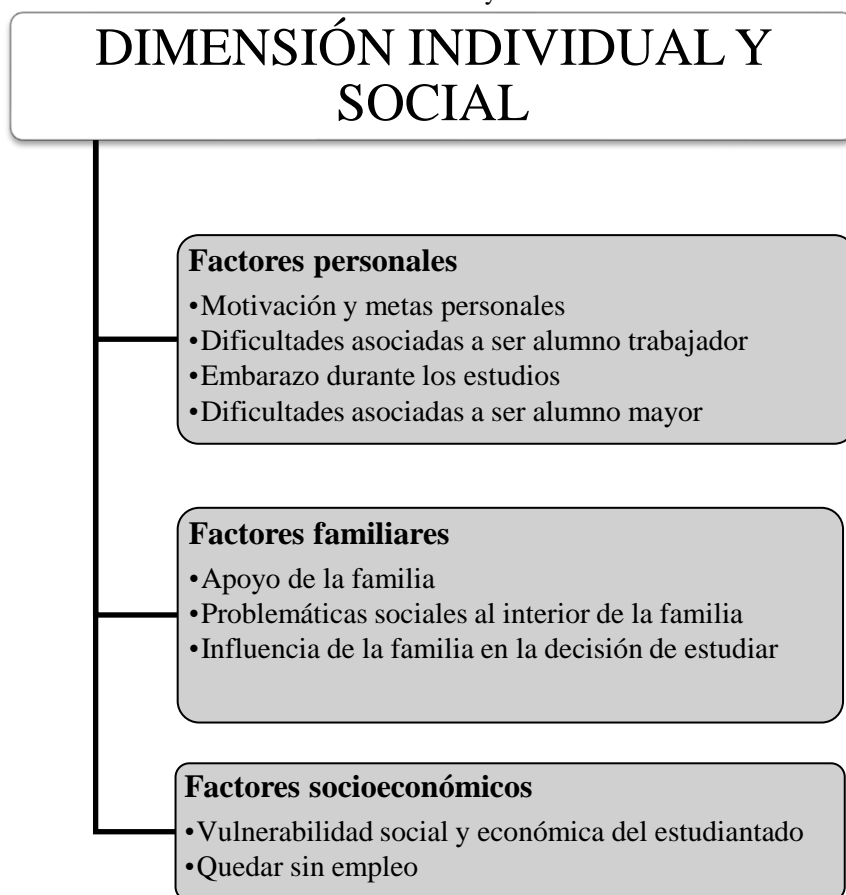 DIMENSIÓN INDIVIDUAL Y
SOCIAL
Factores personales
•Motivación y metas personales
•Dificultades asociadas a ser alumno trabajador
•Embarazo durante los estudios
•Dificultades asociadas a ser alumno mayor
Factores familiares
•Apoyo de la familia
•Problemáticas sociales al interior de la familia
•Influencia de la familia en la decisión de estudiar
Factores socioeconómicos
•Vulnerabilidad social y económica del estudiantado
•Quedar sin empleo